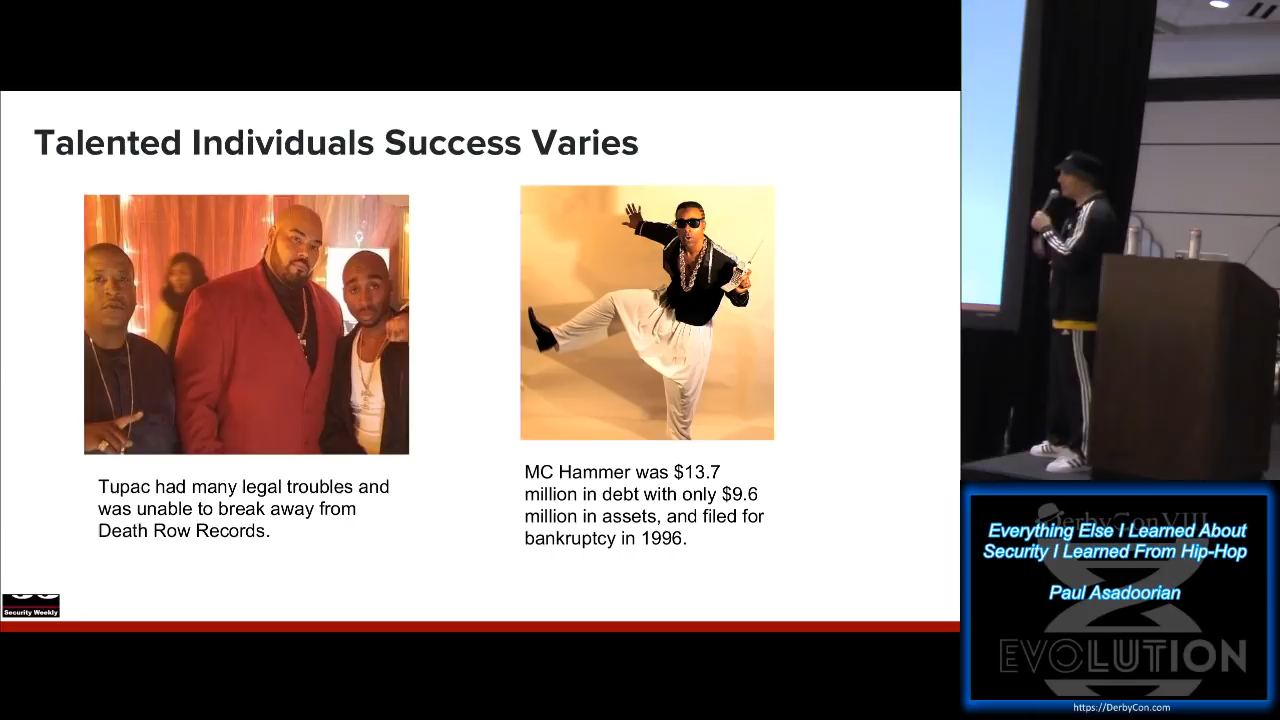 Talented Individuals Success Varies
Tupac had many legal troubles and
was unable to break away from
Death Row Records.
MC Hammer was $13.7
million in debt with only $9.6
million in assets, and filed for
bankruptcy in 1996.
Security Weekly
DerbyCon VIII
Everything Else I Learned About
Security I Learned From Hip-Hop
Paul Asadoorian
EVOLUTION
https://DerbyCon.com